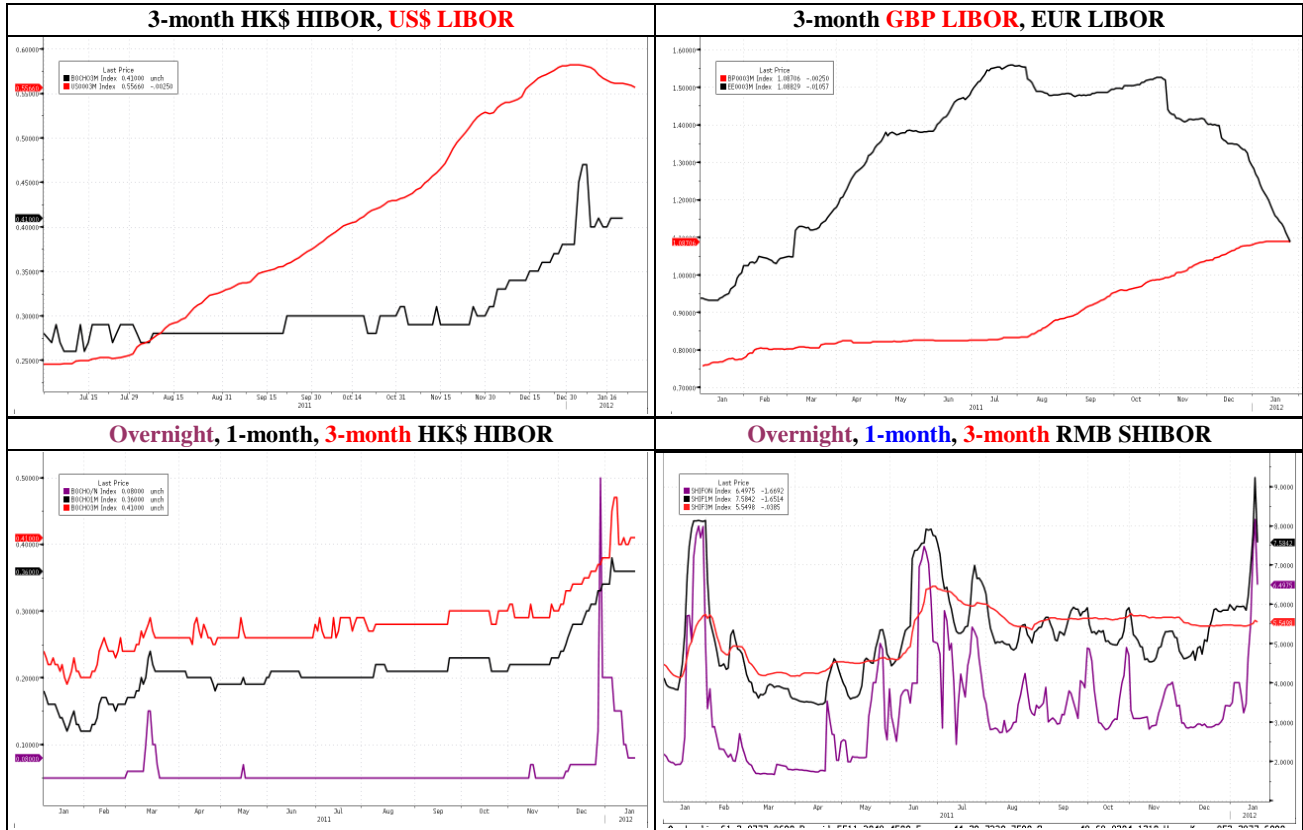 3-month HK$ HIBOR, US$ LIBOR
3-month GBP LIBOR, EUR LIBOR
Last Price
B0CHO3M Index 0.41000 unch
US0003M Index 0.55660 -.00250
0.60000
0.55660
0.55000
0.50000
0.45000
0.41000
0.40000
0.35000
0.30000
0.25000
Jul 15 Jul 29 Aug 15 Aug 31 Sep 15 Sep 30 Oct 14 Oct 31 Nov 15 Nov 30 Dec 15 Dec 30 Jan 16
2011 2012
Last Price
BP0003M Index 1.08706 -.00250
EE0003M Index 1.08829 -.01057
1.60000
1.50000
1.40000
1.30000
1.20000
1.08706
1.00000
0.90000
0.80000
0.70000
Jan Feb Mar Apr May Jun Jul Aug Sep Oct Nov Dec Jan
2011 2012
Overnight, 1-month, 3-month HK$ HIBOR
Overnight, 1-month, 3-month RMB SHIBOR
Last Price
B0CHO/N Index 0.08000 unch
B0CHO1M Index 0.36000 unch
B0CHO3M Index 0.41000 unch
0.50000
0.41000
0.36000
0.30000
0.20000
0.10000
0.08000
Jan Feb Mar Apr May Jun Jul Aug Sep Oct Nov Dec Jan
2011 2012
Last Price
SHIFON Index 6.4975 -1.6692
SHIF1M Index 7.5842 -1.6514
SHIF3M Index 5.5498 -.0385
9.0000
8.0000
7.5842
7.0000
6.4975
6.0000
5.5498
5.0000
4.0000
3.0000
2.0000
Jan Feb Mar Apr May Jun Jul Aug Sep Oct Nov Dec Jan
2011 2012